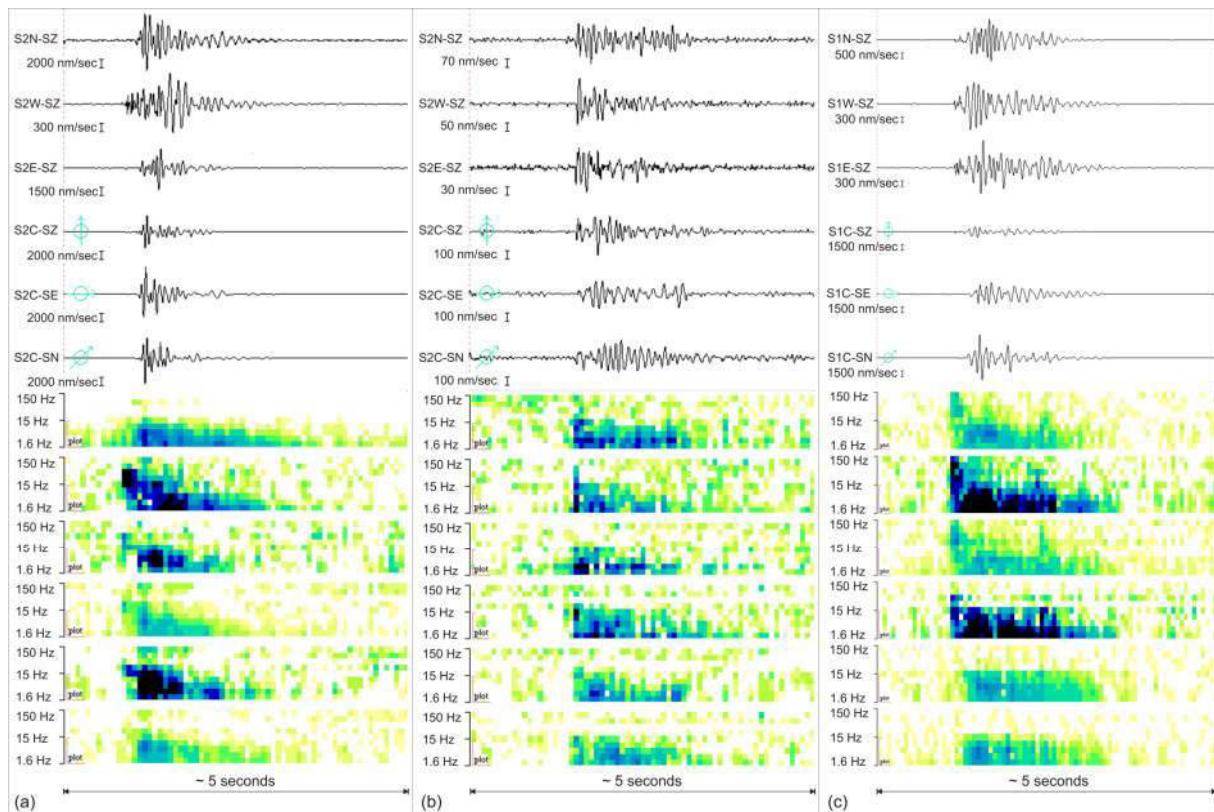 S2N-SZ
2000 nm/sec
S2W-SZ
300 nm/sec
S2E-SZ
1500 nm/sec
S2C-SZ
2000 nm/sec
S2C-SE
2000 nm/sec
S2C-SN
2000 nm/sec
150 Hz
15 Hz
1.6 Hz
plot
150 Hz
15 Hz
1.6 Hz
plot
150 Hz
15 Hz
1.6 Hz
plot
150 Hz
15 Hz
1.6 Hz
plot
150 Hz
15 Hz
1.6 Hz
plot
150 Hz
15 Hz
1.6 Hz
plot
~ 5 seconds
(a)
S2N-SZ
70 nm/sec
S2W-SZ
50 nm/sec
S2E-SZ
30 nm/sec
S2C-SZ
100 nm/sec
S2C-SE
100 nm/sec
S2C-SN
100 nm/sec
150 Hz
15 Hz
1.6 Hz
plot
150 Hz
15 Hz
1.6 Hz
plot
150 Hz
15 Hz
1.6 Hz
plot
150 Hz
15 Hz
1.6 Hz
plot
150 Hz
15 Hz
1.6 Hz
plot
150 Hz
15 Hz
1.6 Hz
plot
~ 5 seconds
(b)
S1N-SZ
500 nm/sec
S1W-SZ
300 nm/sec
S1E-SZ
300 nm/sec
S1C-SZ
1500 nm/sec
S1C-SE
1500 nm/sec
S1C-SN
1500 nm/sec
150 Hz
15 Hz
1.6 Hz
plot
150 Hz
15 Hz
1.6 Hz
plot
150 Hz
15 Hz
1.6 Hz
plot
150 Hz
15 Hz
1.6 Hz
plot
150 Hz
15 Hz
1.6 Hz
plot
150 Hz
15 Hz
1.6 Hz
plot
~ 5 seconds
(c)